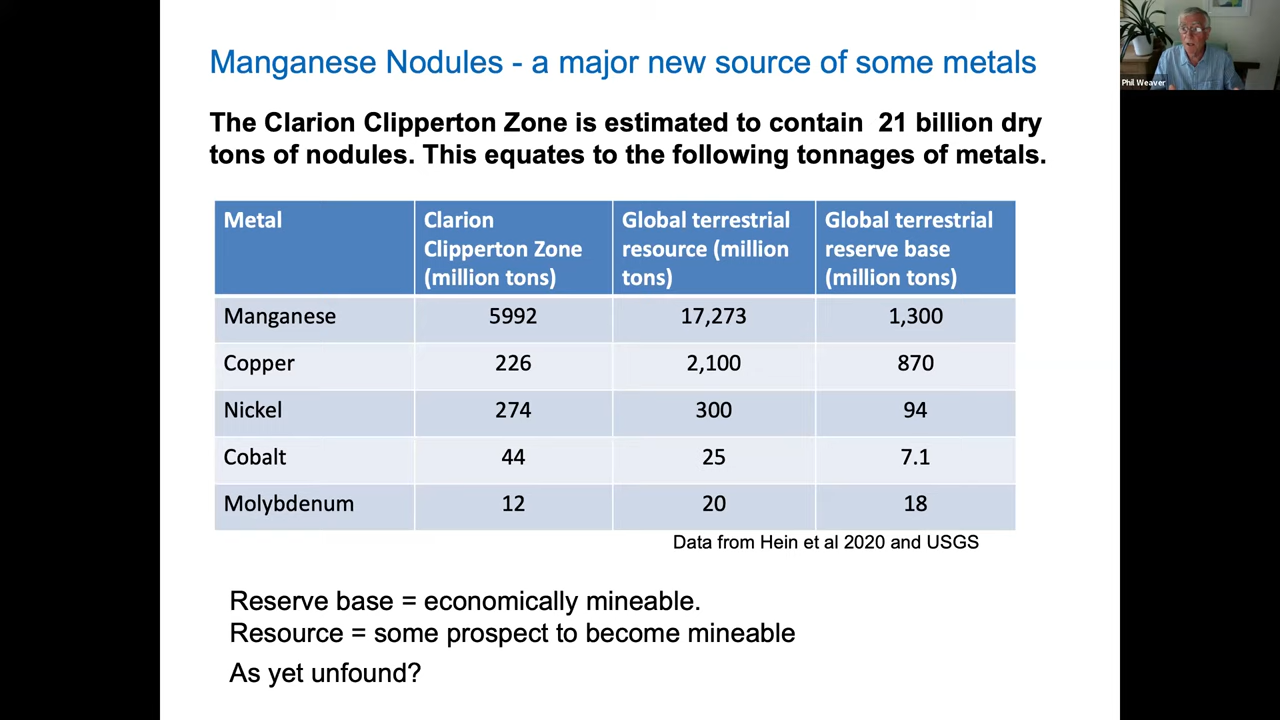 Manganese Nodules - a major new source of some metals
Phil Weaver
The Clarion Clipperton Zone is estimated to contain  21 billion dry
tons of nodules. This equates to the following tonnages of metals.
Metal
Clarion
Clipperton Zone
(million tons)
Global terrestrial
resource (million
tons)
Global terrestrial
reserve base
(million tons)
Manganese 5992 17,273 1,300
Copper 226 2,100 870
Nickel 274 300 94
Cobalt 44 25 7.1
Molybdenum 12 20 18
Data from Hein et al 2020 and USGS
Reserve base = economically mineable.
Resource = some prospect to become mineable
As yet unfound?